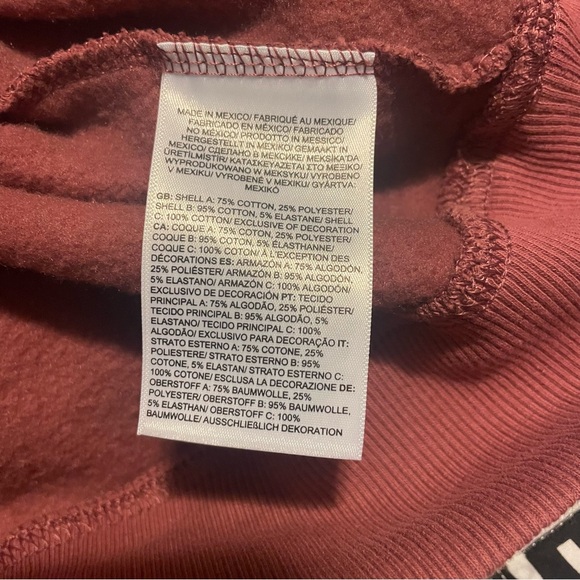 MADE IN MEXICO/ FABRIQUÉ AU MEXIQUE/
FABRICADO EN MÉXICO/ FABRICADO
NO MÉXICO/ PRODOTTO IN MESSICO/
HERGESTELLT IN MEXIKO/ GEMAAKT IN
MEXICO/ СДЕЛАНО В МЕКСИКЕ/ MEKSİKA'DA
ÜRETİLMİŞTİR/ ΚΑΤΑΣΚΕΥΑΖΕΤΑΙ ΣΤΟ ΜΕΞΙΚΟ/
WYPRODUKOWANO W MEKSYKU/ VYROBENO
V MEXIKU/ VYROBENÉ V MEXIKU/ GYÁRTVA:
MEXIKÓ
GB: SHELL A: 75% COTTON, 25% POLYESTER/
SHELL B: 95% COTTON, 5% ELASTANE/ SHELL
C: 100% COTTON/ EXCLUSIVE OF DECORATION
CA: COQUE A: 75% COTON, 25% POLYESTER/
COQUE B: 95% COTON, 5% ÉLASTHANNE/
COQUE C: 100% COTON/ À L'EXCEPTION DES
DÉCORATIONS ES: ARMAZÓN A: 75% ALGODÓN,
25% POLIÉSTER/ ARMAZÓN B: 95% ALGODÓN,
5% ELASTANO/ ARMAZÓN C: 100% ALGODÓN/
EXCLUSIVO DE DECORACIÓN PT: TECIDO
PRINCIPAL A: 75% ALGODÃO, 25% POLIÉSTER/
TECIDO PRINCIPAL B: 95% ALGODÃO, 5%
ELASTANO/ TECIDO PRINCIPAL C: 100%
ALGODÃO/ EXCLUSIVO PARA DECORAÇÃO IT:
STRATO ESTERNO A: 75% COTONE, 25%
POLIESTERE/ STRATO ESTERNO B: 95%
COTONE, 5% ELASTAN/ STRATO ESTERNO C:
100% COTONE/ ESCLUSA LA DECORAZIONE DE:
OBERSTOFF A: 75% BAUMWOLLE, 25%
POLYESTER/ OBERSTOFF B: 95% BAUMWOLLE,
5% ELASTHAN/ OBERSTOFF C: 100%
BAUMWOLLE/ AUSSCHLIEßLICH DEKORATION